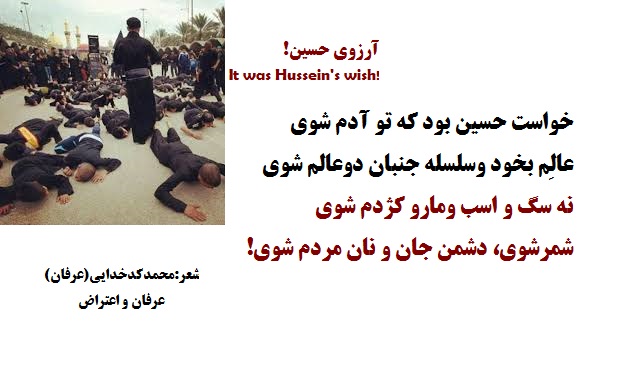 آرزوی حسین!
It was Hussein's wish!
خواست حسین بود که تو آدم شوی
عالِم بخود وسلسله جنبان دوعالم شوی
نه سگ و اسب ومارو کژدم شوی
شمرشوی، دشمن جان و نان مردم شوی!
شعر:محمدکدخدایی(عرفان)
عرفان و اعتراض